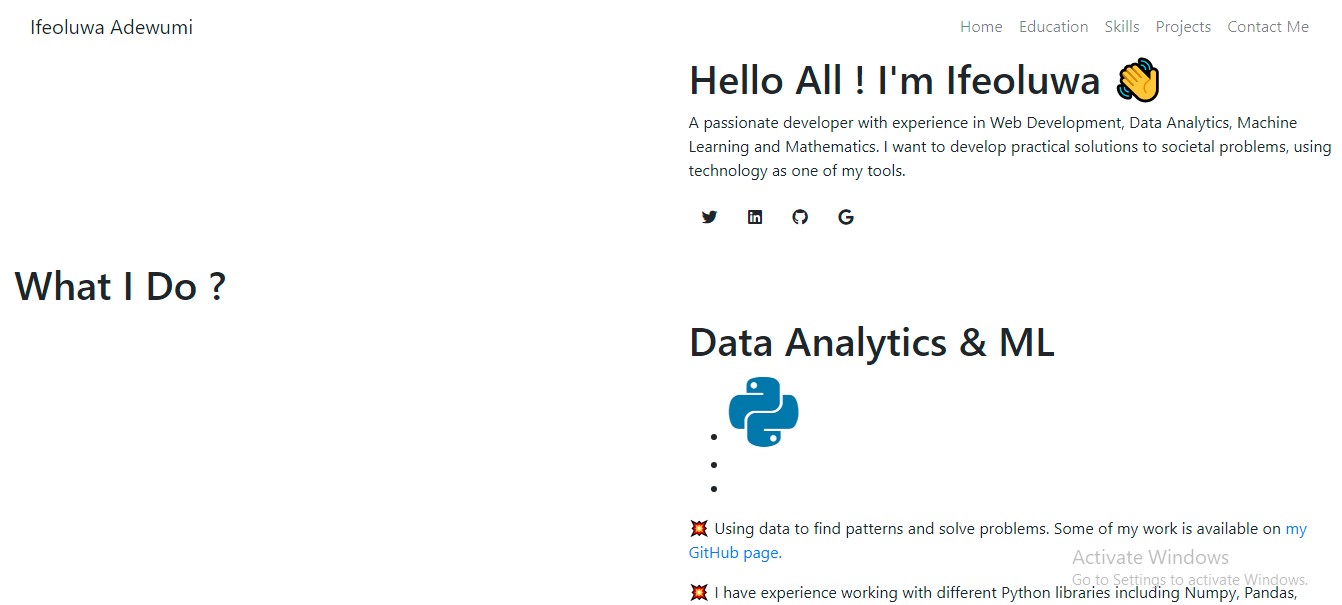 Ifeoluwa Adewumi
Home Education Skills Projects Contact Me
Hello All ! I'm Ifeoluwa 👋
A passionate developer with experience in Web Development, Data Analytics, Machine
Learning and Mathematics. I want to develop practical solutions to societal problems, using
technology as one of my tools.
What I Do ?
Data Analytics & ML
💥 Using data to find patterns and solve problems. Some of my work is available on my
GitHub page.
💥 I have experience working with different Python libraries including Numpy, Pandas,
Activate Windows
Go to Settings to activate Windows.